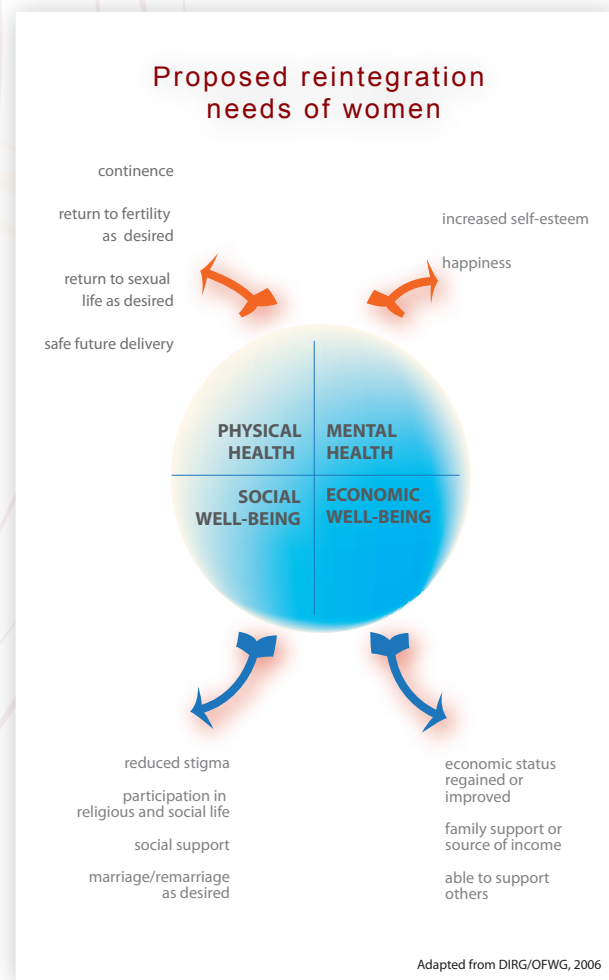 Proposed reintegration
needs of women
continence
return to fertility
as desired
return to sexual
life as desired
safe future delivery
increased self-esteem
happiness
PHYSICAL
HEALTH
MENTAL
HEALTH
SOCIAL
WELL-BEING
ECONOMIC
WELL-BEING
reduced stigma
participation in
religious and social life
social support
marriage/remarriage
as desired
economic status
regained or
improved
family support or
source of income
able to support
others
Adapted from DIRG/OFWG, 2006